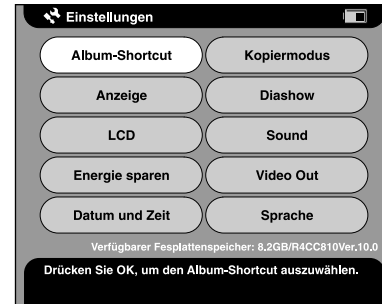 Einstellungen
Album-Shortcut Kopiermodus
Anzeige Diashow
LCD Sound
Energie sparen Video Out
Datum und Zeit Sprache
Verfügbarer Fesplattenspeicher: 8.2GB/R4CC810Ver.10.0
Drücken Sie OK, um den Album-Shortcut auszuwählen.